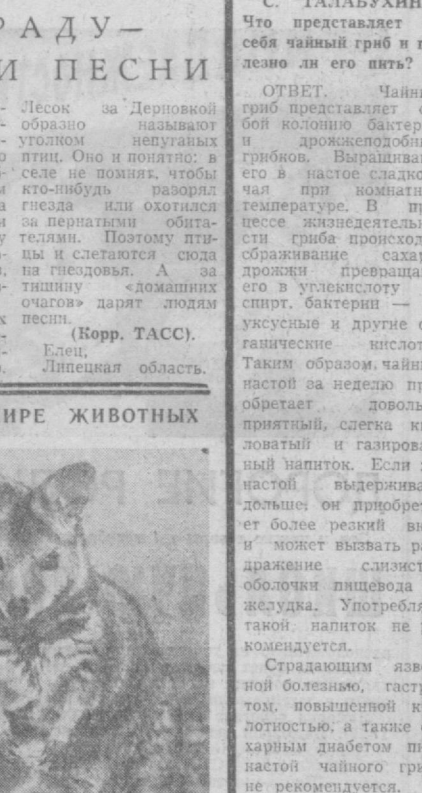 РАДУ—
И ПЕСНИ
Лесок за Дерновкой
образно называют
уголком непуганых
птиц. Оно и понятно: в
селе не помнят, чтобы
кто-нибудь разорял
гнезда или охотился
за пернатыми обита-
телями. Поэтому пти-
цы и слетаются сюда
на гнездовья. А за
тишину «домашних
очагов» дарят людям
песни.
(Корр. ТАСС).
Елец,
Липецкая область.
ИРЕ ЖИВОТНЫХ
С. ТАЛАБУХИН
Что представляет
себя чайный гриб и п
лезно ли его пить?
ОТВЕТ. Чайны
гриб представляет с
бой колонию бактер
и дрожжеподобн
грибков. Выращива
его в настое сладко
чая при комнатн
температуре. В пр
цессе жизнедеятельн
сти гриба происход
сбраживание сахар
дрожжи превраща
его в углекислоту
спирт, бактерии —
уксусные и другие о
ганические кислот
Таким образом, чайн
настой за неделю пр
обретает доволь
приятный, слегка ки
ловатый и газирова
ный напиток. Если
настой выдержива
дольше, он приобрет
ет более резкий вк
и может вызвать ра
дражение слизист
оболочки пищевода
желудка. Употребля
такой напиток не р
комендуется.
Страдающим язве
ной болезнью, гастр
том, повышенной к
лотностью, а также с
харным диабетом пи
настой чайного гри
не рекомендуется.